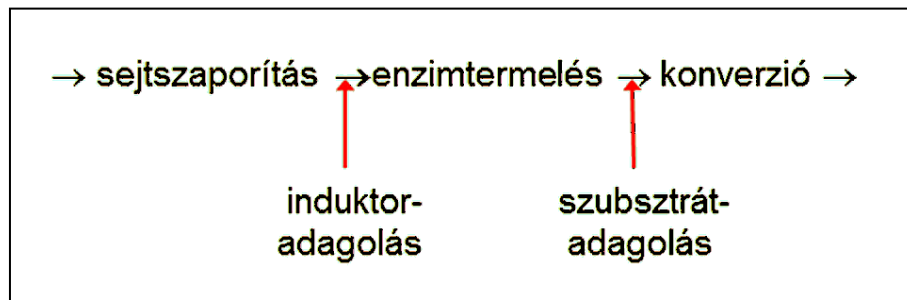 → sejtszaporítás →enzimtermelés → konverzió →
induktor- szubsztrát-
adagolás adagolás